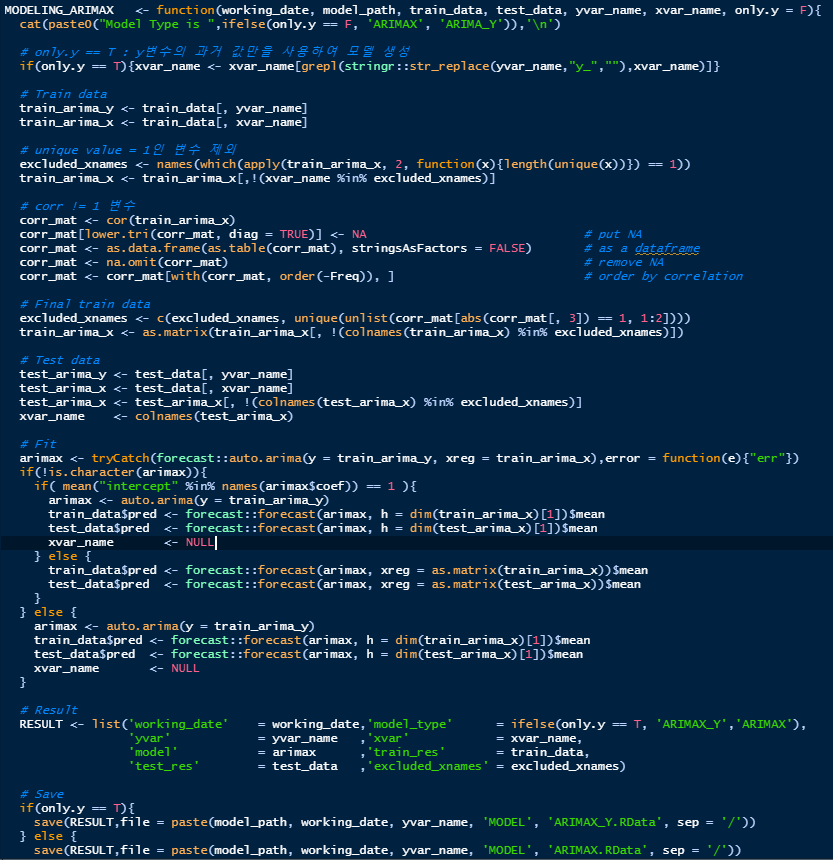 MODELING_ARIMAX   <- function(working_date, model_path, train_data, test_data, yvar_name, xvar_name, only.y = F){
  cat(paste0("Model Type is ",ifelse(only.y == F, 'ARIMAX', 'ARIMA_Y')),'\n')

  # only.y == T : y변수의 과거 값만를 사용하여 모델 생성
  if(only.y == T){xvar_name <- xvar_name[grepl(stringr::str_replace(yvar_name,"y_",""),xvar_name)]}

  # Train data
  train_arima_y <- train_data[, yvar_name]
  train_arima_x <- train_data[, xvar_name]

  # unique value = 1인 변수 제외
  excluded_xnames <- names(which(apply(train_arima_x, 2, function(x){length(unique(x))}) == 1))
  train_arima_x <- train_arima_x[,!(xvar_name %in% excluded_xnames)]

  # corr != 1 변수
  corr_mat <- cor(train_arima_x)
  corr_mat[lower.tri(corr_mat, diag = TRUE)] <- NA                              # put NA
  corr_mat <- as.data.frame(as.table(corr_mat), stringsAsFactors = FALSE)       # as a dataframe
  corr_mat <- na.omit(corr_mat)                                                 # remove NA
  corr_mat <- corr_mat[with(corr_mat, order(-Freq)), ]                          # order by correlation

  # Final train data
  excluded_xnames <- c(excluded_xnames, unique(unlist(corr_mat[abs(corr_mat[, 3]) == 1, 1:2])))
  train_arima_x <- as.matrix(train_arima_x[, !(colnames(train_arima_x) %in% excluded_xnames)])

  # Test data
  test_arima_y <- test_data[, yvar_name]
  test_arima_x <- test_data[, xvar_name]
  test_arima_x <- test_arima_x[, !(colnames(test_arima_x) %in% excluded_xnames)]
  xvar_name    <- colnames(test_arima_x)

  # Fit
  arimax <- tryCatch(forecast::auto.arima(y = train_arima_y, xreg = train_arima_x),error = function(e){"err"})
  if(!is.character(arimax)){
    if( mean("intercept" %in% names(arimax$coef)) == 1 ){
      arimax <- auto.arima(y = train_arima_y)
      train_data$pred <- forecast::forecast(arimax, h = dim(train_arima_x)[1])$mean
      test_data$pred  <- forecast::forecast(arimax, h = dim(test_arima_x)[1])$mean
      xvar_name       <- NULL
    } else {
      train_data$pred <- forecast::forecast(arimax, xreg = as.matrix(train_arima_x))$mean
      test_data$pred  <- forecast::forecast(arimax, xreg = as.matrix(test_arima_x))$mean
    }
  } else {
    arimax <- auto.arima(y = train_arima_y)
    train_data$pred <- forecast::forecast(arimax, h = dim(train_arima_x)[1])$mean
    test_data$pred  <- forecast::forecast(arimax, h = dim(test_arima_x)[1])$mean
    xvar_name       <- NULL
  }

  # Result
  RESULT <- list('working_date'    = working_date,'model_type'      = ifelse(only.y == T, 'ARIMAX_Y','ARIMAX'),
                 'yvar'            = yvar_name   ,'xvar'            = xvar_name,
                 'model'           = arimax      ,'train_res'       = train_data,
                 'test_res'        = test_data   ,'excluded_xnames' = excluded_xnames)

  # Save
  if(only.y == T){
    save(RESULT,file = paste(model_path, working_date, yvar_name, 'MODEL', 'ARIMAX_Y.RData', sep = '/'))
  } else {
    save(RESULT,file = paste(model_path, working_date, yvar_name, 'MODEL', 'ARIMAX.RData', sep = '/'))